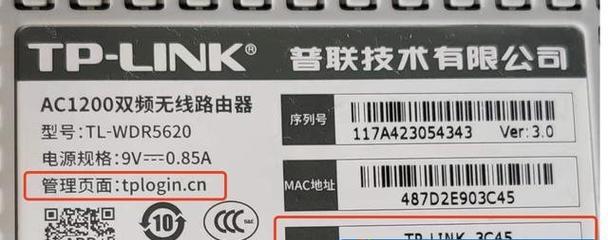 TP-LINK® 普联技术有限公司
AC1200双频无线路由器
型号:TL-WDR5620
电源规格:9V⎓0.85A
管理页面:tplogin.cn
序列号
117A423054343 Ver:3.0
MAC地址
487D2E903C45
10
CCC
TP-LINK_3C45